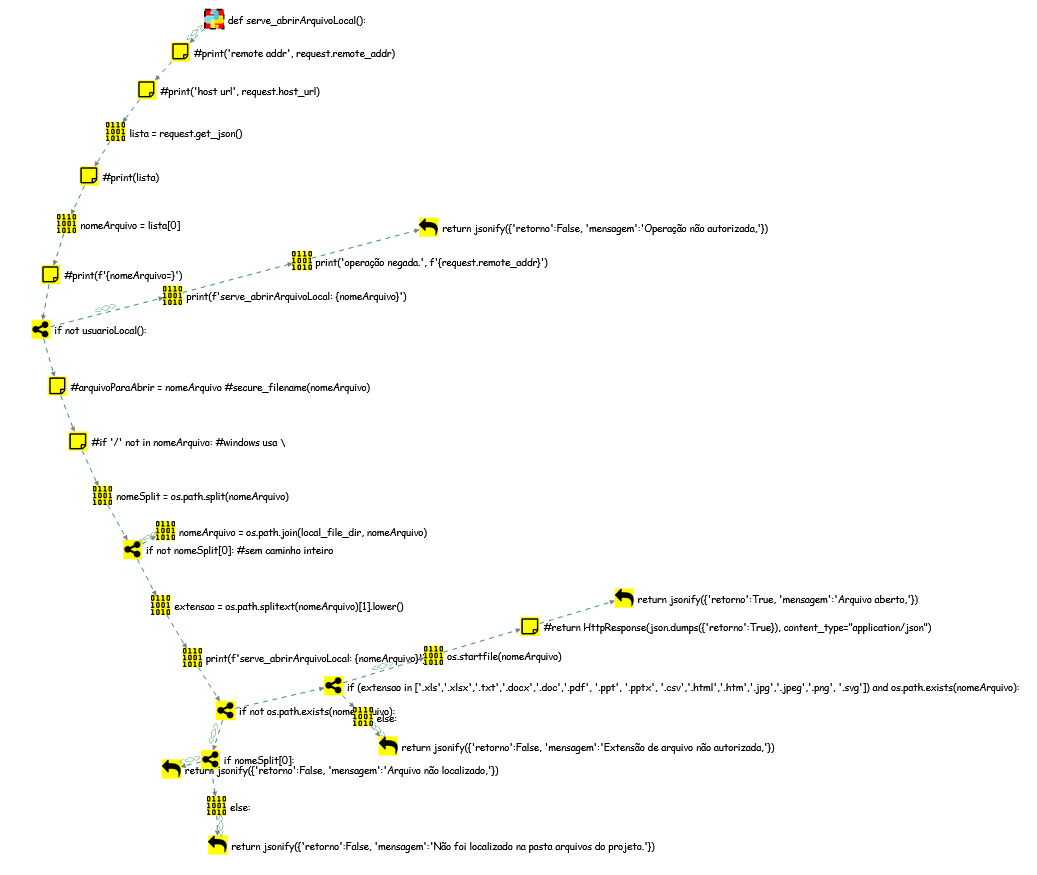 def serve_abrirArquivoLocal():
#print('remote addr', request.remote_addr)
#print('host url', request.host_url)
lista = request.get_json()
#print(lista)
nomeArquivo = lista[0]
return jsonify({'retorno':False, 'mensagem':'Operação não autorizada,'})
print('operação negada.', f'{request.remote_addr}')
#print(f'{nomeArquivo=}')
print(f'serve_abrirArquivoLocal: {nomeArquivo}')
if not usuarioLocal():
#arquivoParaAbrir = nomeArquivo #secure_filename(nomeArquivo)
#if '/' not in nomeArquivo: #windows usa \
nomeSplit = os.path.split(nomeArquivo)
nomeArquivo = os.path.join(local_file_dir, nomeArquivo)
if not nomeSplit[0]: #sem caminho inteiro
return jsonify({'retorno':True, 'mensagem':'Arquivo aberto,'})
extensao = os.path.splitext(nomeArquivo)[1].lower()
#return HttpResponse(json.dumps({'retorno':True}), content_type="application/json")
print(f'serve_abrirArquivoLocal: {nomeArquivo}'
os.startfile(nomeArquivo)
if (extensao in ['.xls','.xlsx','.txt','.docx','.doc','.pdf', '.ppt', '.pptx', '.csv','.html','.htm','.jpg','.jpeg','.png', '.svg']) and os.path.exists(nomeArquivo):
if not os.path.exists(nomeArquivo):
else:
return jsonify({'retorno':False, 'mensagem':'Extensão de arquivo não autorizada,'})
if nomeSplit[0]:
return jsonify({'retorno':False, 'mensagem':'Arquivo não localizado,'})
else:
return jsonify({'retorno':False, 'mensagem':'Não foi localizado na pasta arquivos do projeto.'})